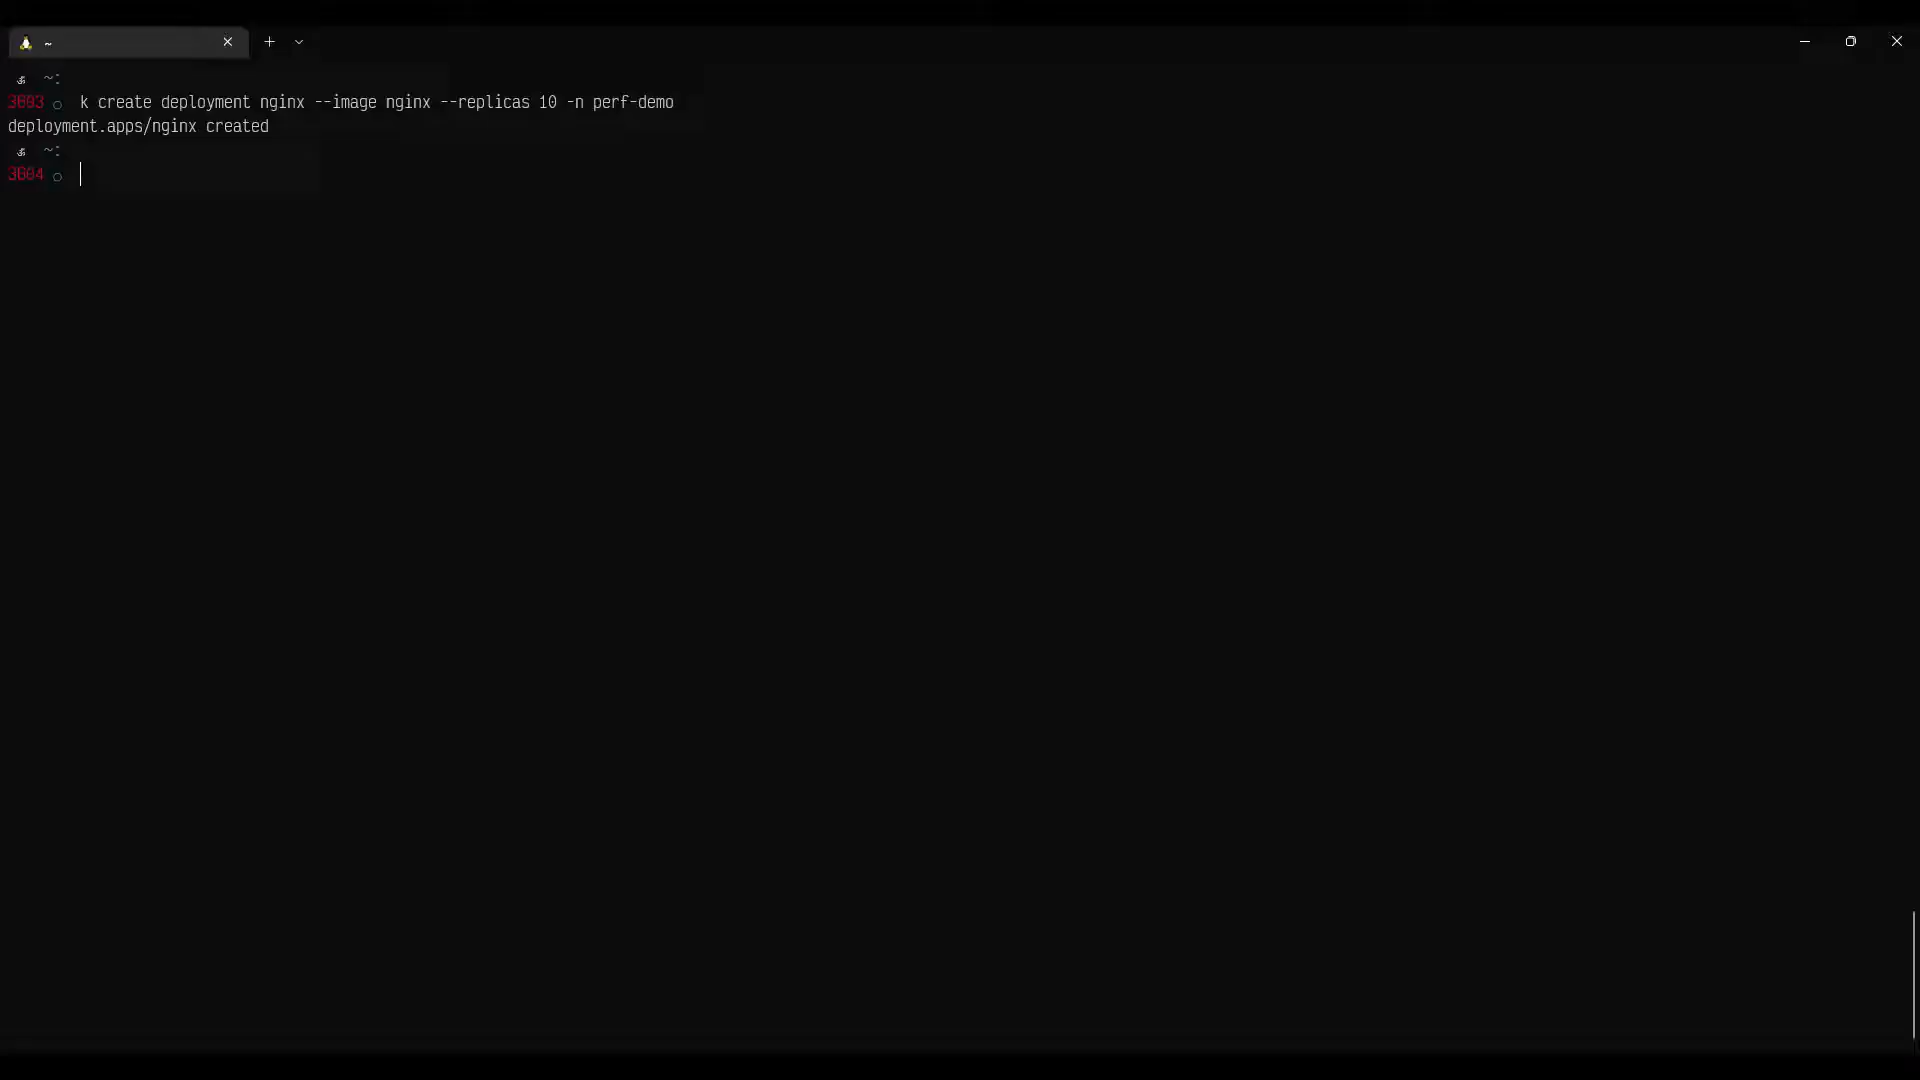 ~
ॐ ~:
3603 ○ k create deployment nginx --image nginx --replicas 10 -n perf-demo
deployment.apps/nginx created
ॐ ~:
3604 ○